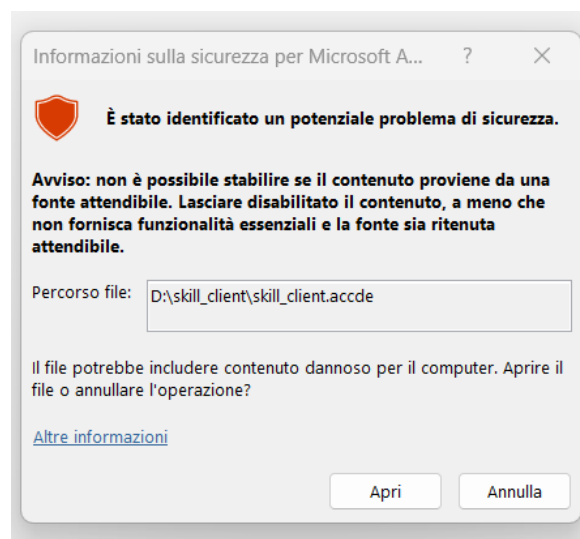 Informazioni sulla sicurezza per Microsoft A...
È stato identificato un potenziale problema di sicurezza.
Avviso: non è possibile stabilire se il contenuto proviene da una
fonte attendibile. Lasciare disabilitato il contenuto, a meno che
non fornisca funzionalità essenziali e la fonte sia ritenuta
attendibile.
Percorso file: D:\skill_client\skill_client.accde
Il file potrebbe includere contenuto dannoso per il computer. Aprire il
file o annullare l'operazione?
Altre informazioni
Apri Annulla